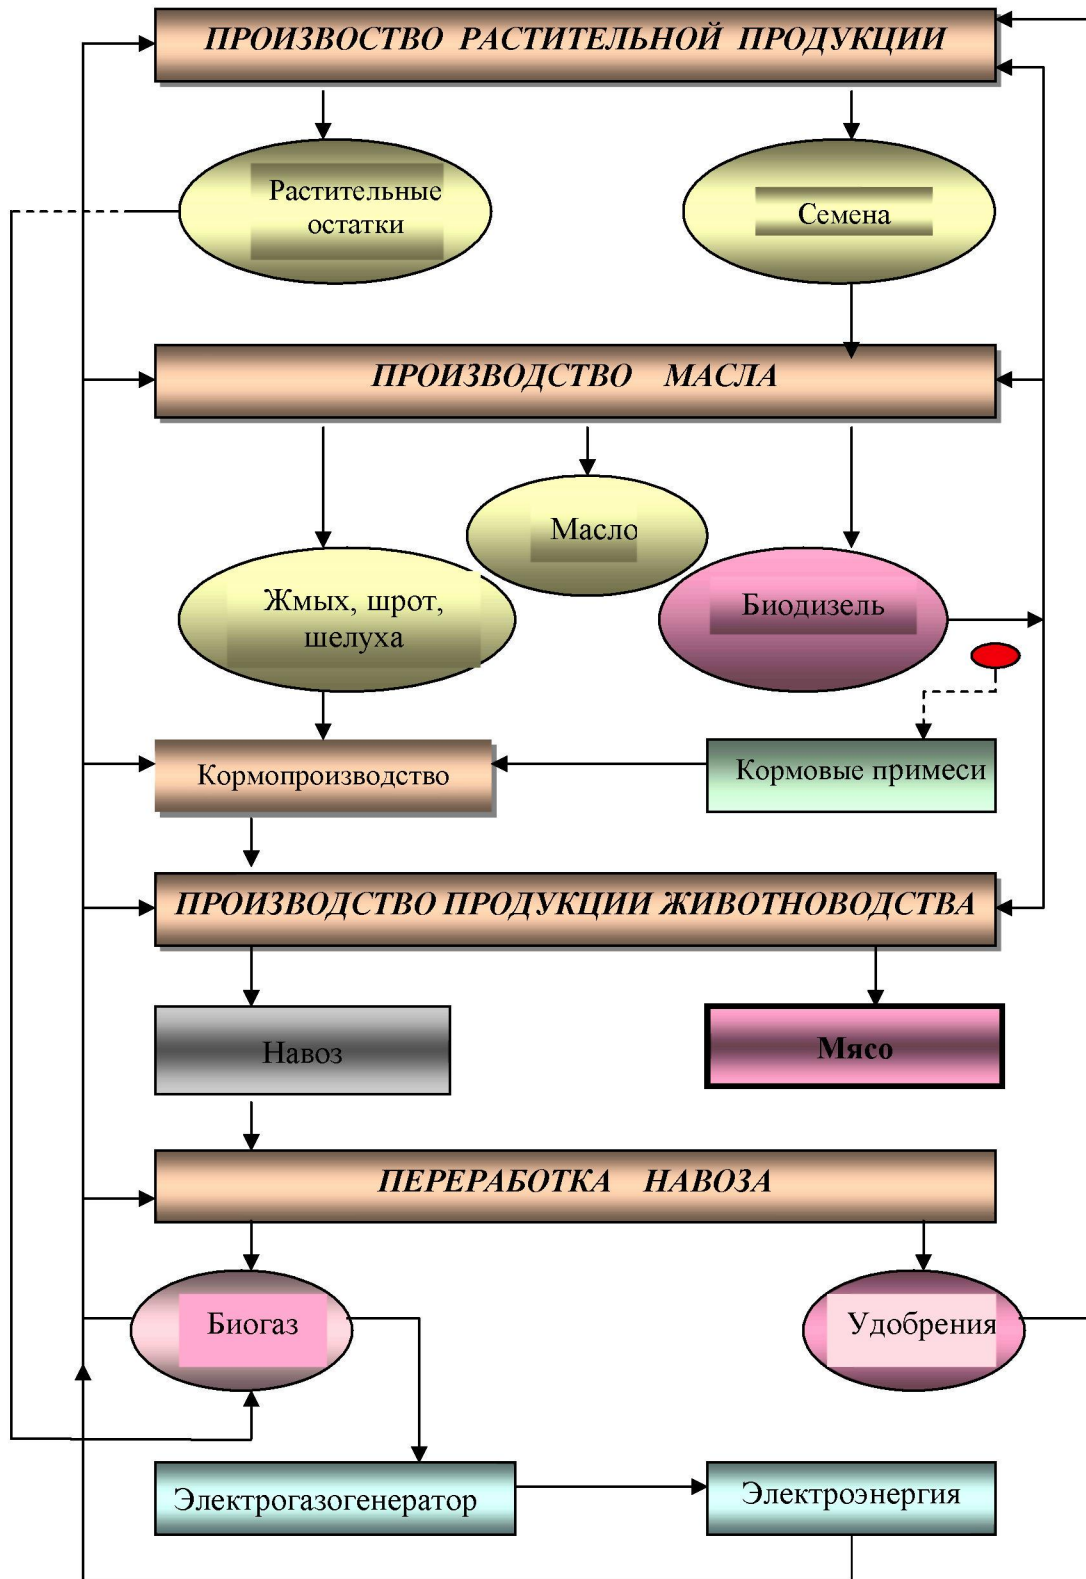 ПРОИЗВОСТВО РАСТИТЕЛЬНОЙ ПРОДУКЦИИ
Растительные
остатки
Семена
ПРОИЗВОДСТВО МАСЛА
Масло
Жмых, шрот,
шелуха
Биодизель
Кормопроизводство
Кормовые примеси
ПРОИЗВОДСТВО ПРОДУКЦИИ ЖИВОТНОВОДСТВА
Навоз
Мясо
ПЕРЕРАБОТКА НАВОЗА
Биогаз
Удобрения
Электрогазогенератор
Электроэнергия